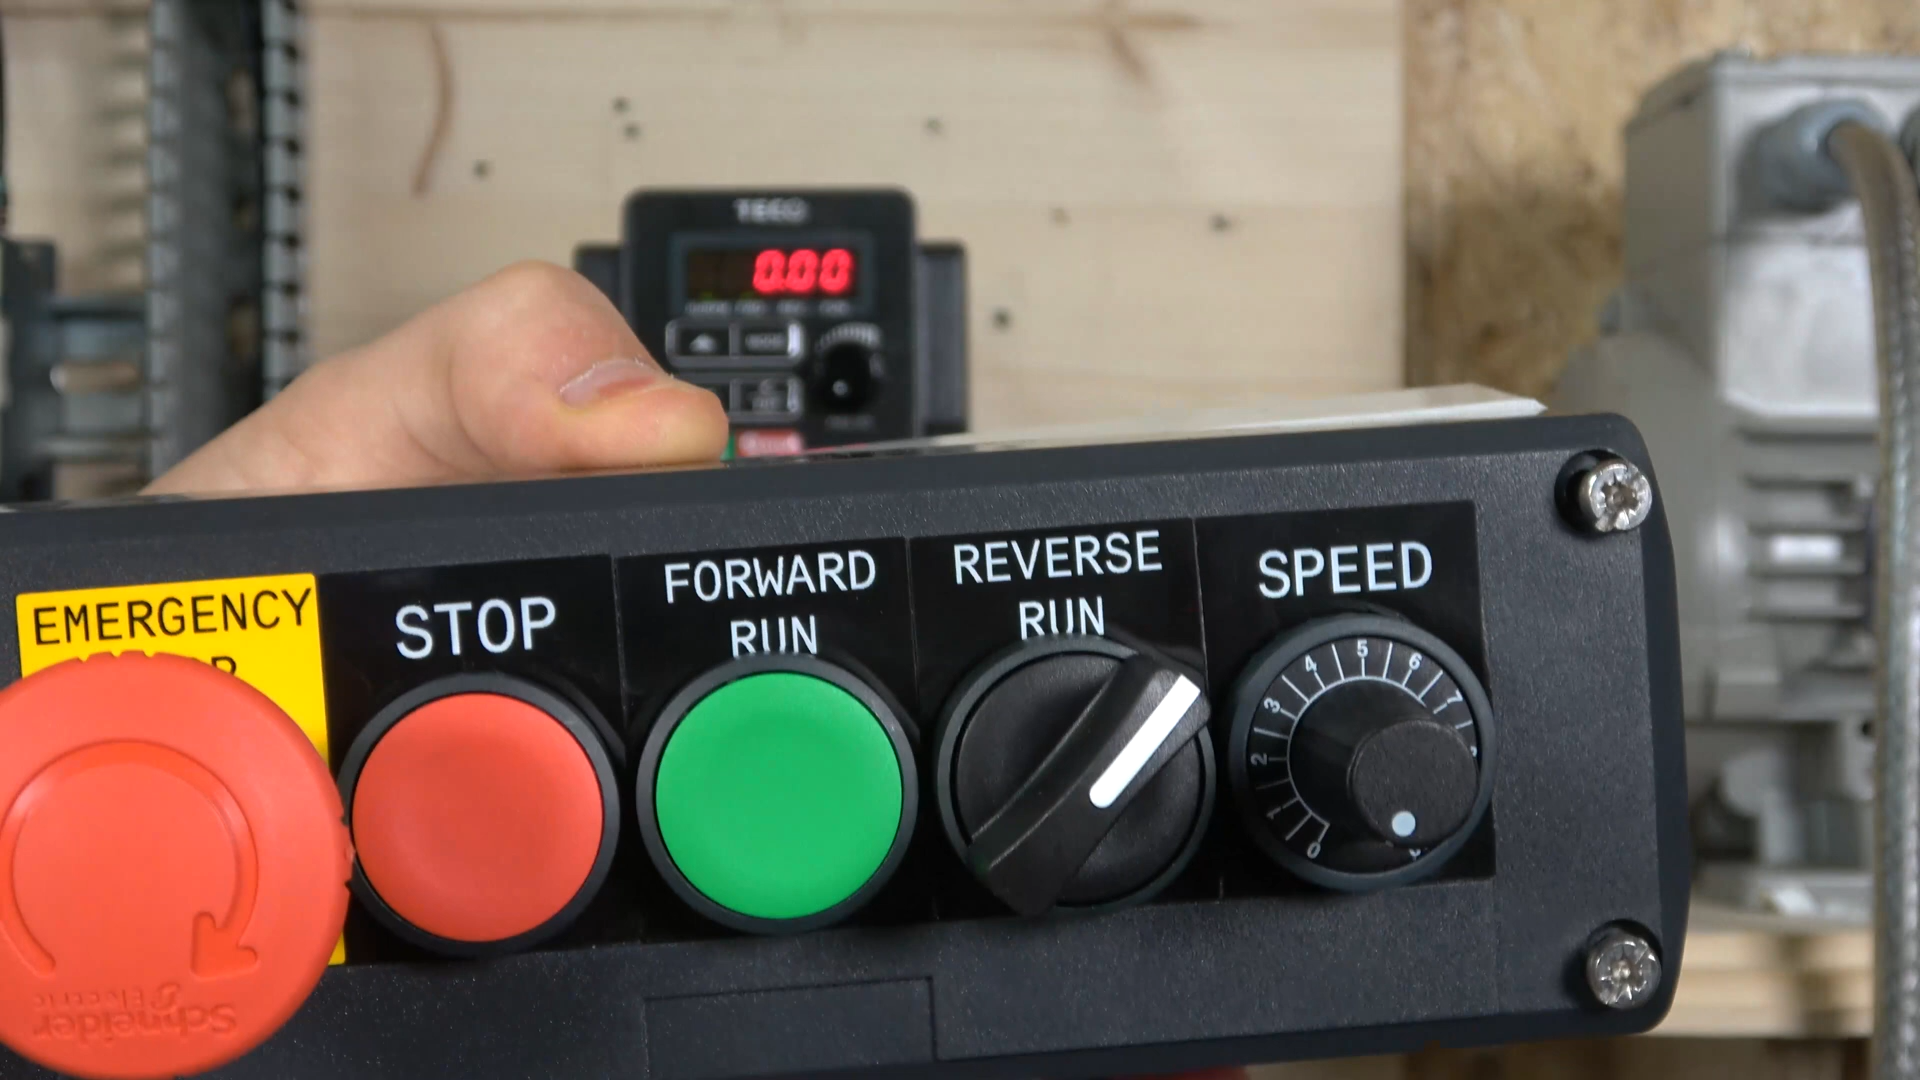 TECO
0.00
EMERGENCY
STOP
FORWARD
RUN
REVERSE
RUN
SPEED
0 1 2 3 4 5 6 7
Schneider
Electric